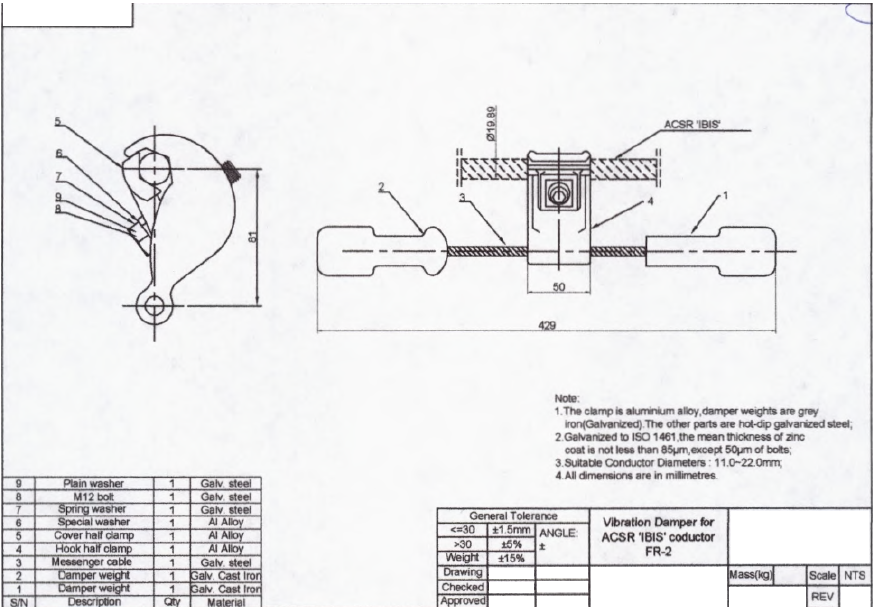 5
6
7
9
8
61
Ø19.89
ACSR 'IBIS'
2
3
4
1
50
429
Note:
1.The clamp is aluminium alloy,damper weights are grey
iron(Galvanized).The other parts are hot-dip galvanized steel;
2.Galvanized to ISO 1461,the mean thickness of zinc
coat is not less than 85μm,except 50μm of bolts;
3.Suitable Conductor Diameters : 11.0~22.0mm;
4.All dimensions are in millimetres.
9 Plain washer 1 Galv. steel
8 M12 bolt 1 Galv. steel
7 Spring washer 1 Galv. steel
6 Special washer 1 Al Alloy
5 Cover half clamp 1 Al Alloy
4 Hook half clamp 1 Al Alloy
3 Messenger cable 1 Galv. steel
2 Damper weight 1 Galv. Cast Iron
1 Damper weight 1 Galv. Cast Iron
S/N Description Qty Material
General Tolerance
<=30 ±1.5mm ANGLE:
>30 ±5% ±
Weight ±15%
Drawing
Checked
Approved
Vibration Damper for
ACSR 'IBIS' coductor
FR-2
Mass(kg) Scale NTS
REV